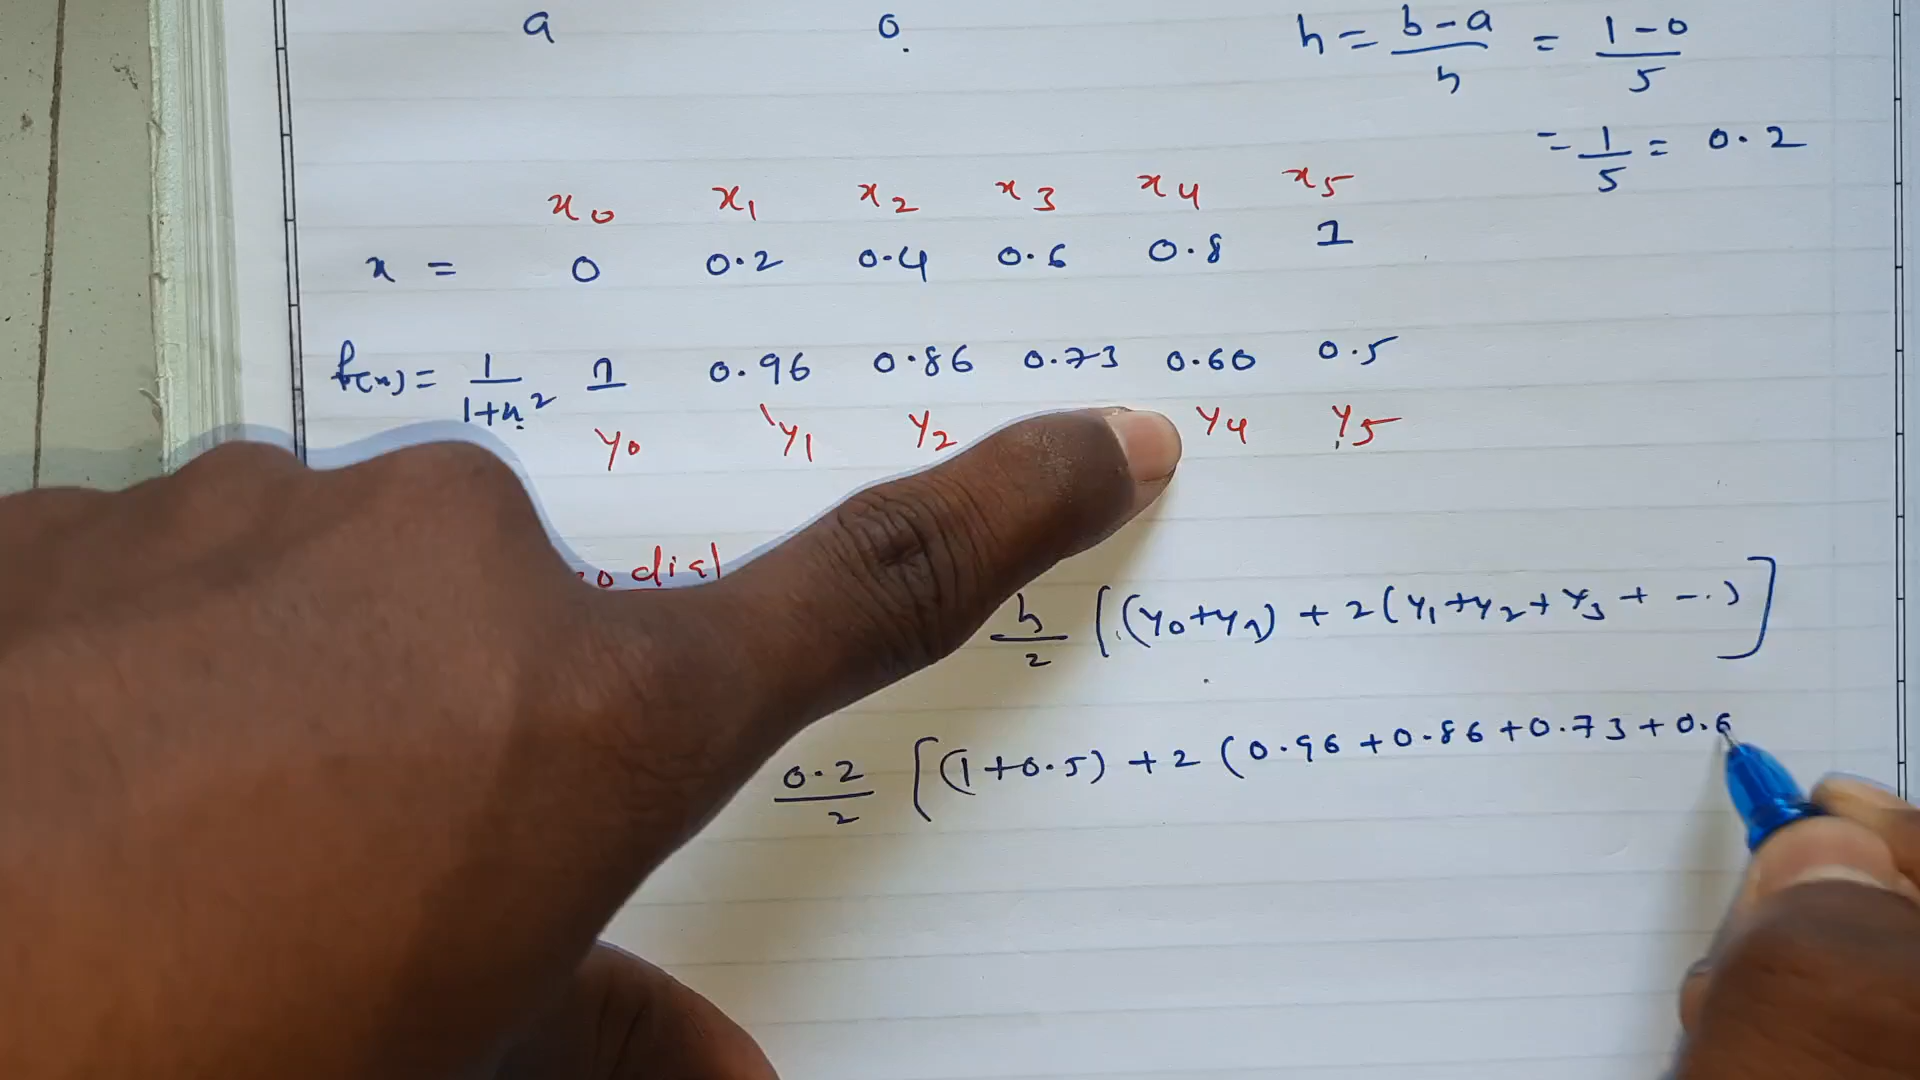 a 0. h = b-a/n = 1-0/5
= 1/5 = 0.2
x0 x1 x2 x3 x4 x5
x = 0 0.2 0.4 0.6 0.8 1
f(x) = 1/1+x² 1 0.96 0.86 0.73 0.60 0.5
y0 y1 y2 y4 y5
h/2 [(y0+yn) + 2(y1+y2+y3+ -..)]
0.2/2 [(1+0.5) + 2 (0.96+0.86+0.73+0.6